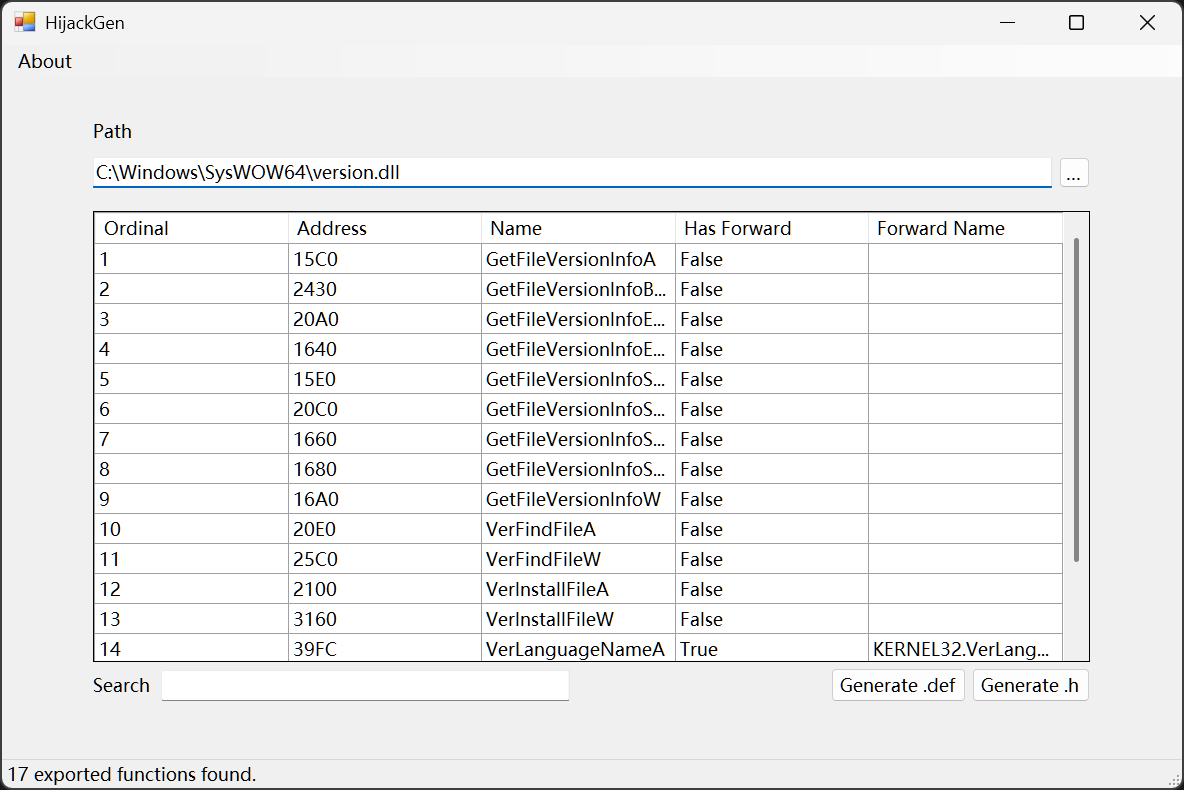 HijackGen
About
Path
C:\Windows\SysWOW64\version.dll
...
Ordinal Address Name Has Forward Forward Name
1 15C0 GetFileVersionInfoA False
2 2430 GetFileVersionInfoB... False
3 20A0 GetFileVersionInfoE... False
4 1640 GetFileVersionInfoE... False
5 15E0 GetFileVersionInfoS... False
6 20C0 GetFileVersionInfoS... False
7 1660 GetFileVersionInfoS... False
8 1680 GetFileVersionInfoS... False
9 16A0 GetFileVersionInfoW False
10 20E0 VerFindFileA False
11 25C0 VerFindFileW False
12 2100 VerInstallFileA False
13 3160 VerInstallFileW False
14 39FC VerLanguageNameA True KERNEL32.VerLang...
Search Generate .def Generate .h
17 exported functions found.